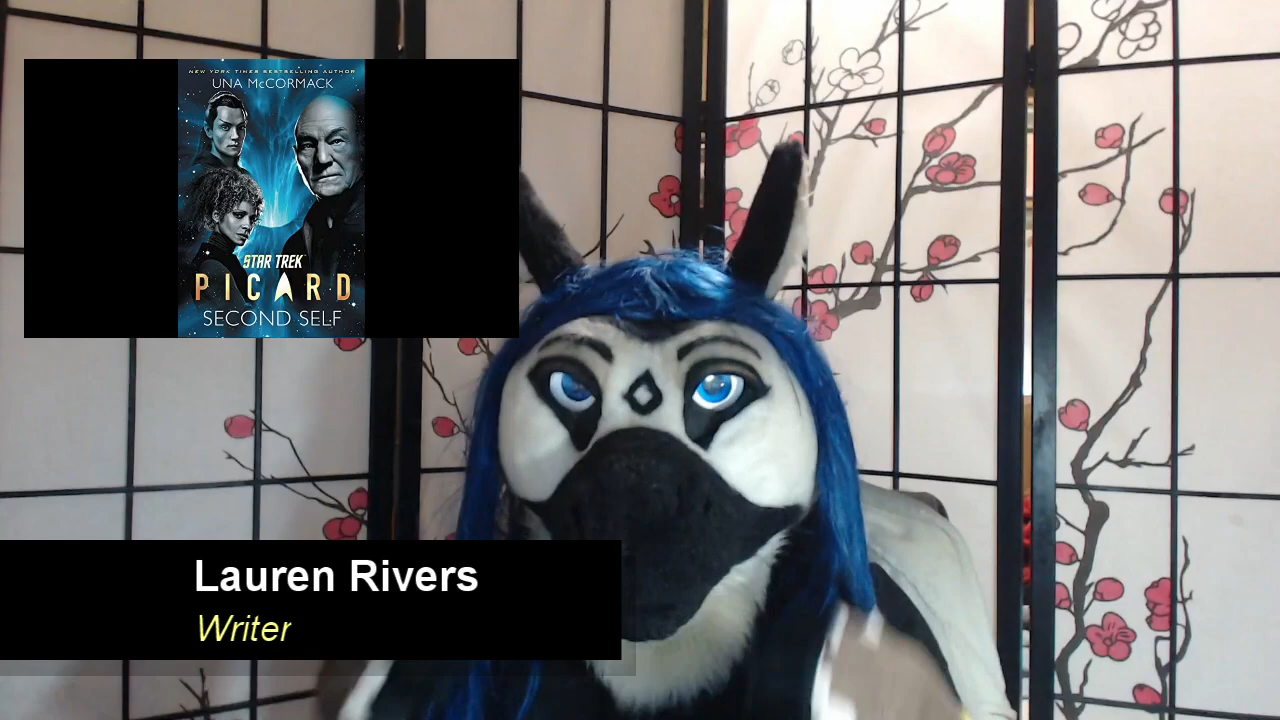 NEW YORK TIMES BESTSELLING AUTHOR
UNA McCORMACK
STAR TREK
PICARD
SECOND SELF
Lauren Rivers
Writer